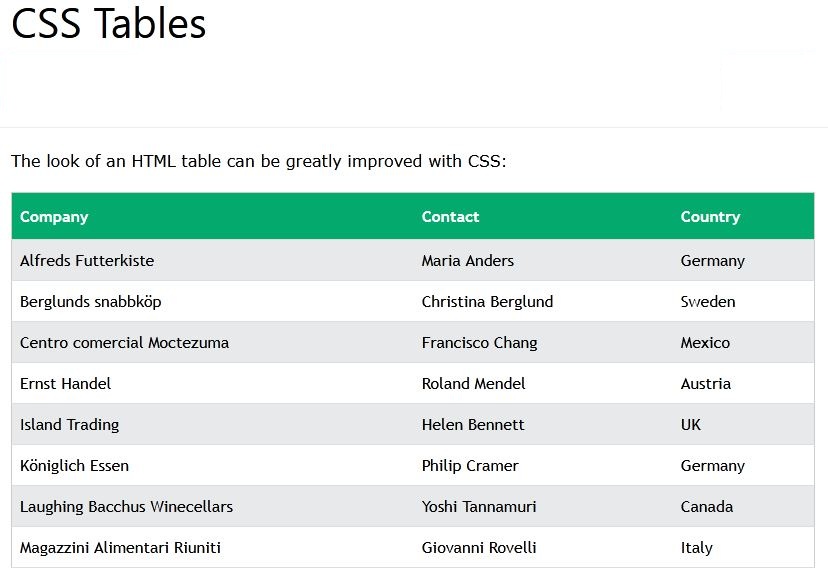 CSS Tables
The look of an HTML table can be greatly improved with CSS:
Company Contact Country
Alfreds Futterkiste Maria Anders Germany
Berglunds snabbköp Christina Berglund Sweden
Centro comercial Moctezuma Francisco Chang Mexico
Ernst Handel Roland Mendel Austria
Island Trading Helen Bennett UK
Königlich Essen Philip Cramer Germany
Laughing Bacchus Winecellars Yoshi Tannamuri Canada
Magazzini Alimentari Riuniti Giovanni Rovelli Italy